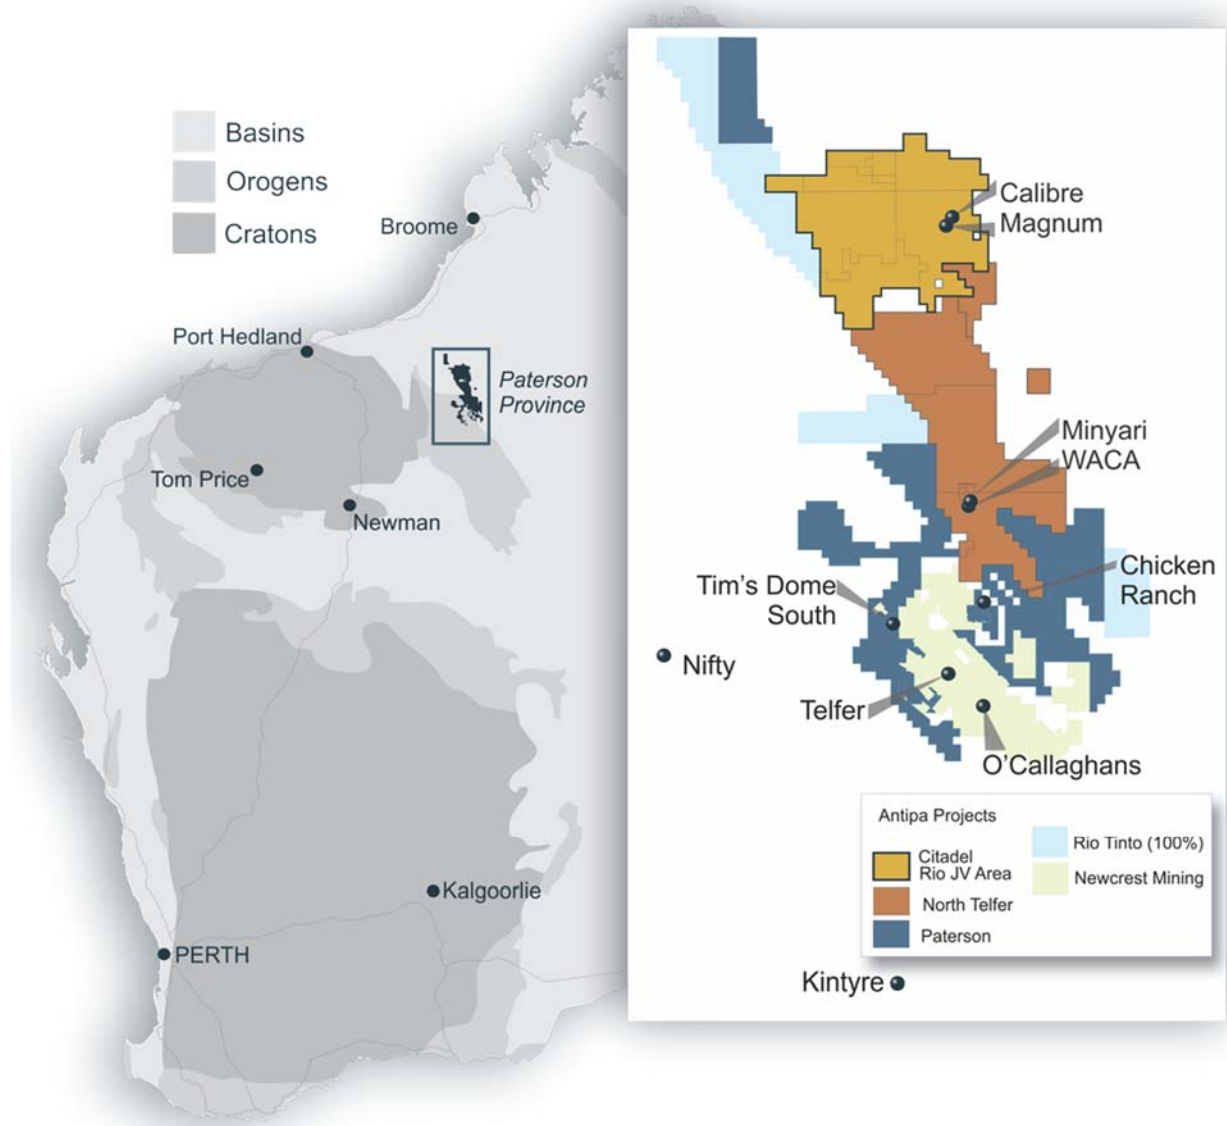 Basins
Orogens
Cratons
Broome
Port Hedland
Paterson
Province
Tom Price
Newman
Kalgoorlie
PERTH
Calibre
Magnum
Minyari
WACA
Chicken
Ranch
Tim's Dome
South
Nifty
Telfer
O'Callaghans
Antipa Projects
Citadel
Rio JV Area
North Telfer
Paterson
Rio Tinto (100%)
Newcrest Mining
Kintyre